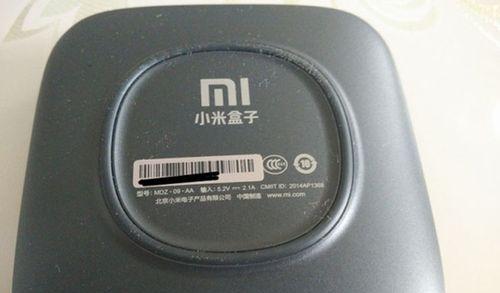 mi
小米盒子
CCC
10
型号：MDZ-09-AA 输入：5.2V⎓2.1A CMIIT ID：2014AP1368
北京小米电子产品有限公司 中国制造 www.mi.com